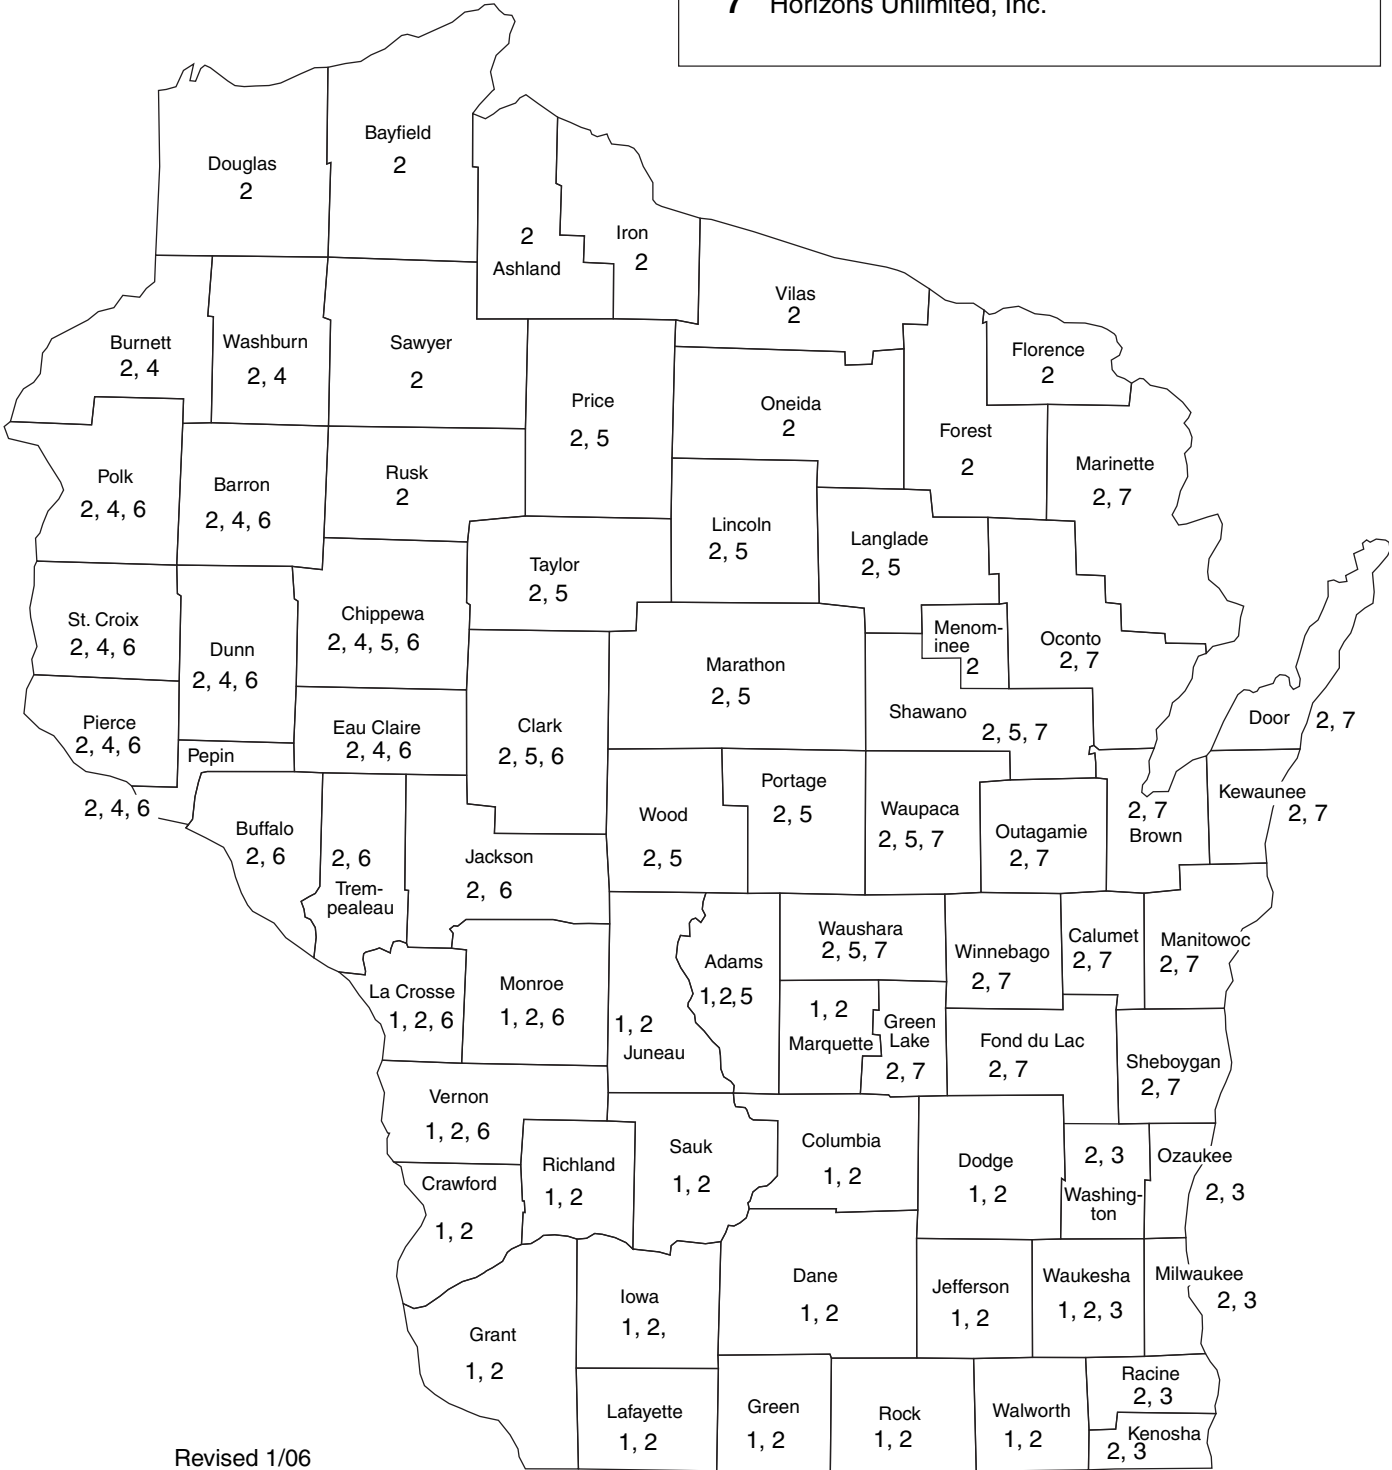 7 Horizons Unlimited, Inc.
Douglas
2
Bayfield
2
2
Ashland
Iron
2
Vilas
2
Burnett
2, 4
Washburn
2, 4
Sawyer
2
Price
2, 5
Oneida
2
Florence
2
Forest
2
Marinette
2, 7
Polk
2, 4, 6
Barron
2, 4, 6
Rusk
2
Lincoln
2, 5
Langlade
2, 5
Taylor
2, 5
St. Croix
2, 4, 6
Dunn
2, 4, 6
Chippewa
2, 4, 5, 6
Marathon
2, 5
Menom-
inee
2
Oconto
2, 7
Pierce
2, 4, 6
Pepin
2, 4, 6
Eau Claire
2, 4, 6
Clark
2, 5, 6
Shawano
2, 5, 7
Door 2, 7
Wood
2, 5
Portage
2, 5
Waupaca
2, 5, 7
Outagamie
2, 7
2, 7
Brown
Kewaunee
2, 7
Buffalo
2, 6
2, 6
Trem-
pealeau
Jackson
2, 6
La Crosse
1, 2, 6
Monroe
1, 2, 6
1, 2
Juneau
Adams
1,2,5
Waushara
2, 5, 7
Winnebago
2, 7
Calumet
2, 7
Manitowoc
2, 7
1, 2
Marquette
Green
Lake
2, 7
Fond du Lac
2, 7
Sheboygan
2, 7
Vernon
1, 2, 6
Richland
1, 2
Sauk
1, 2
Columbia
1, 2
Dodge
1, 2
2, 3
Washing-
ton
Ozaukee
2, 3
Crawford
1, 2
Grant
1, 2
Iowa
1, 2,
Dane
1, 2
Jefferson
1, 2
Waukesha
1, 2, 3
Milwaukee
2, 3
Lafayette
1, 2
Green
1, 2
Rock
1, 2
Walworth
1, 2
Racine
2, 3
Kenosha
2, 3
Revised 1/06